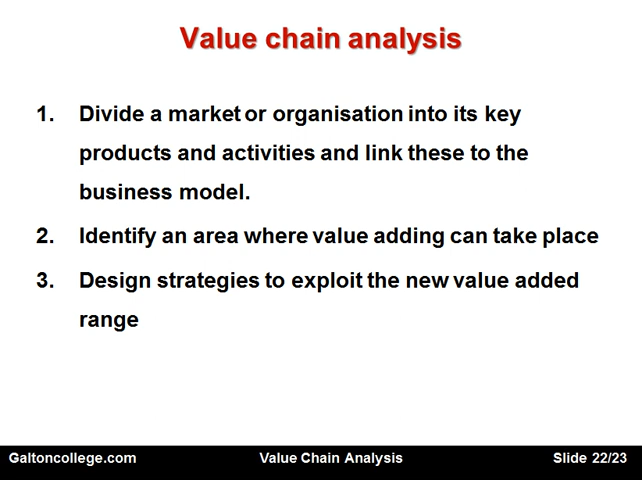 Value chain analysis
1. Divide a market or organisation into its key
products and activities and link these to the
business model.
2. Identify an area where value adding can take place
3. Design strategies to exploit the new value added
range
Galtoncollege.com Value Chain Analysis Slide 22/23